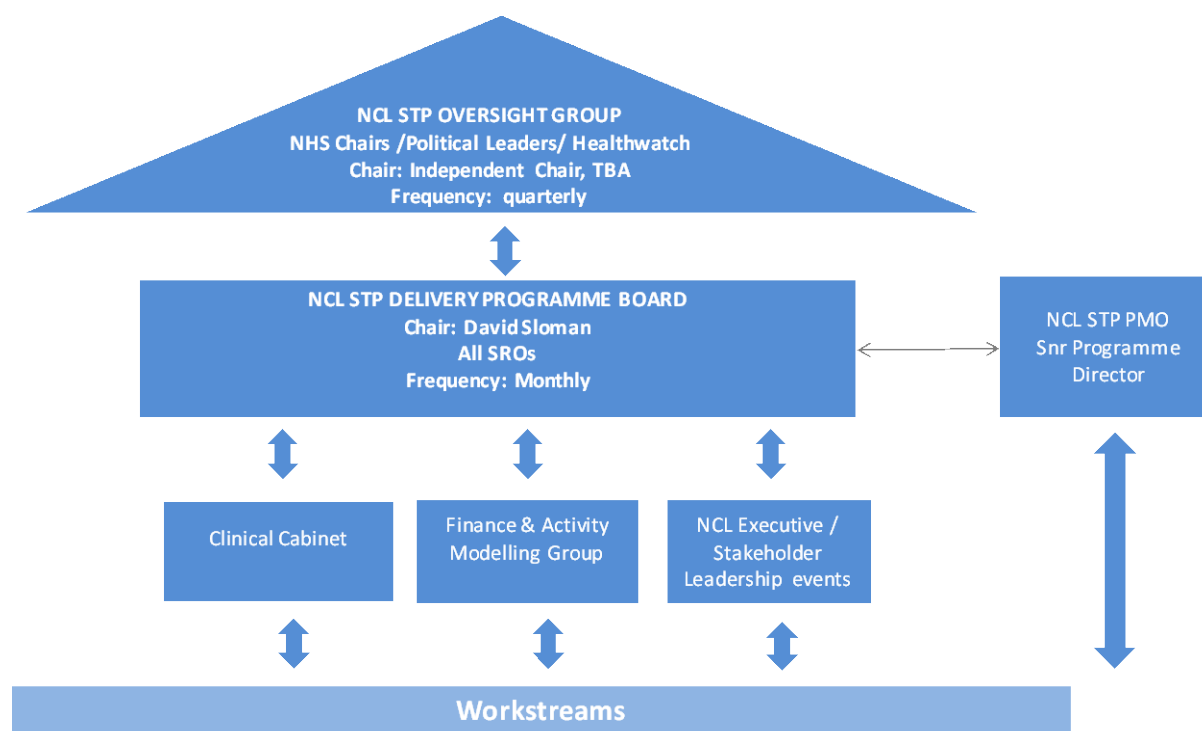 NCL STP OVERSIGHT GROUP
NHS Chairs /Political Leaders/ Healthwatch
Chair: Independent Chair, TBA
Frequency: quarterly
NCL STP DELIVERY PROGRAMME BOARD
Chair: David Sloman
All SROs
Frequency: Monthly
NCL STP PMO
Snr Programme
Director
Clinical Cabinet
Finance & Activity
Modelling Group
NCL Executive /
Stakeholder
Leadership events
Workstreams